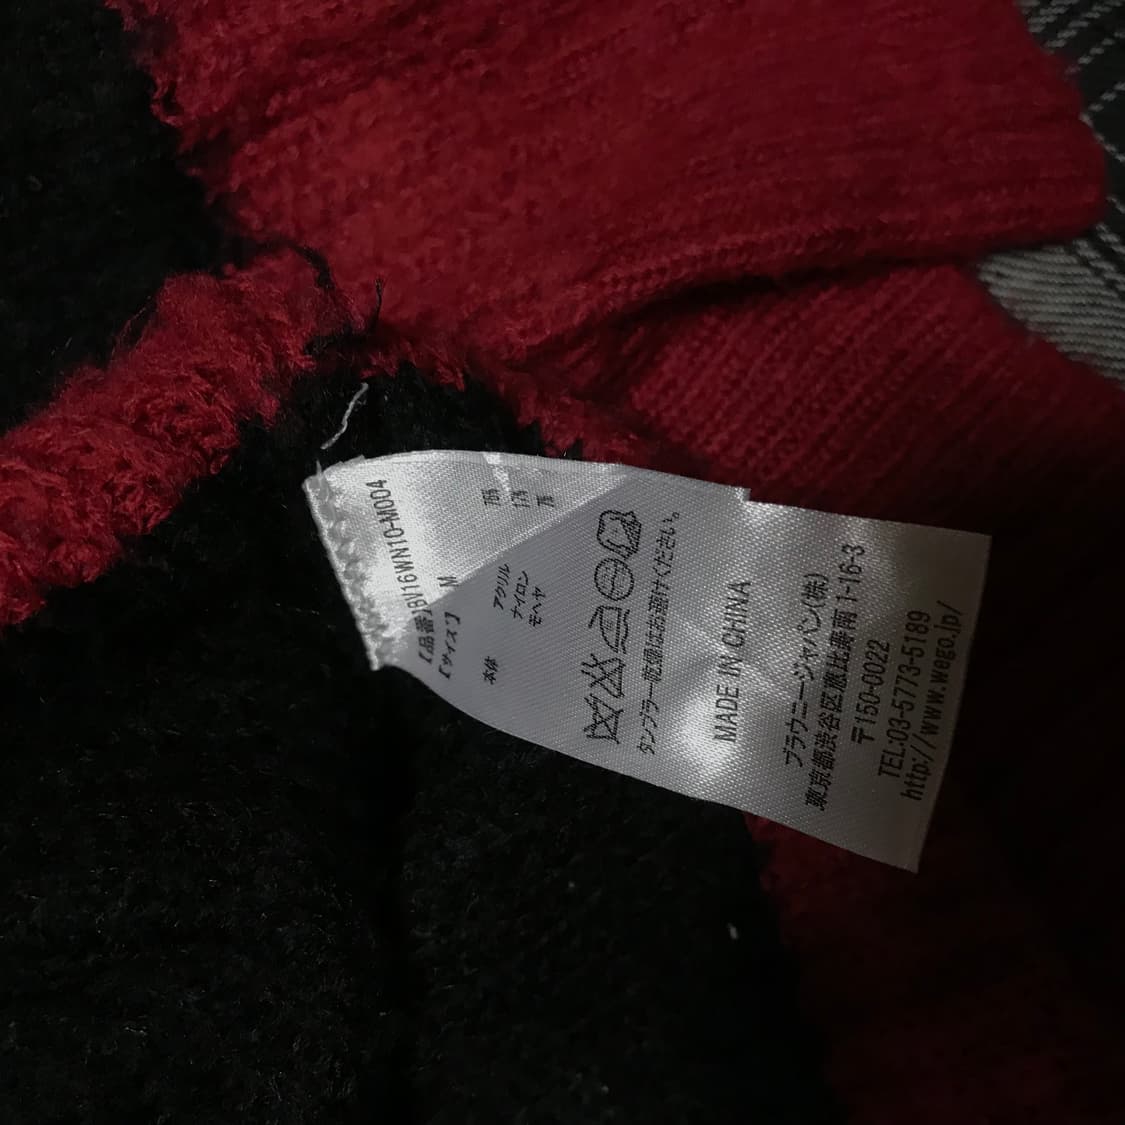 【品番】BV16WN10-M004
【サイズ】 M
本体 アクリル 76%
ナイロン 17%
モヘヤ 7%
タンブラー乾燥はお避けください。
MADE IN CHINA
ブラウニージャパン(株)
東京都渋谷区恵比寿南 1-16-3
〒150-0022
TEL:03-5773-5189
http://www.wego.jp/